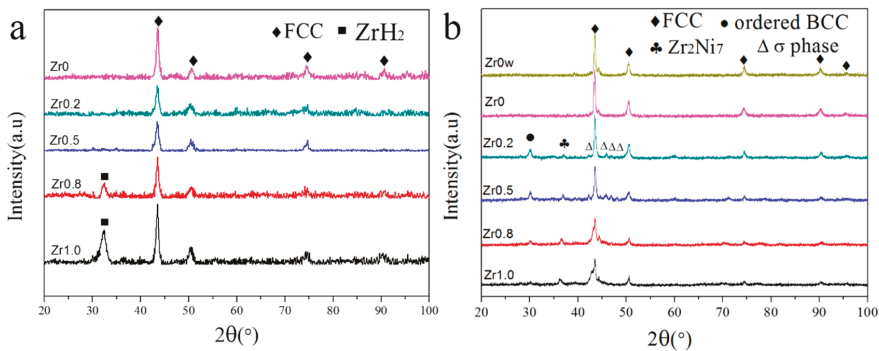 a
◆FCC ■ ZrH2
Zr0
Zr0.2
Zr0.5
Zr0.8
Zr1.0
Intensity(a.u)
20 30 40 50 60 70 80 90 100
2θ(°)
b
◆ FCC ● ordered BCC
♣ Zr2Ni7 Δ σ phase
Zr0w
Zr0
Zr0.2
Δ Δ Δ Δ
Zr0.5
Zr0.8
Zr1.0
Intensity(a.u)
20 30 40 50 60 70 80 90 100
2θ(°)